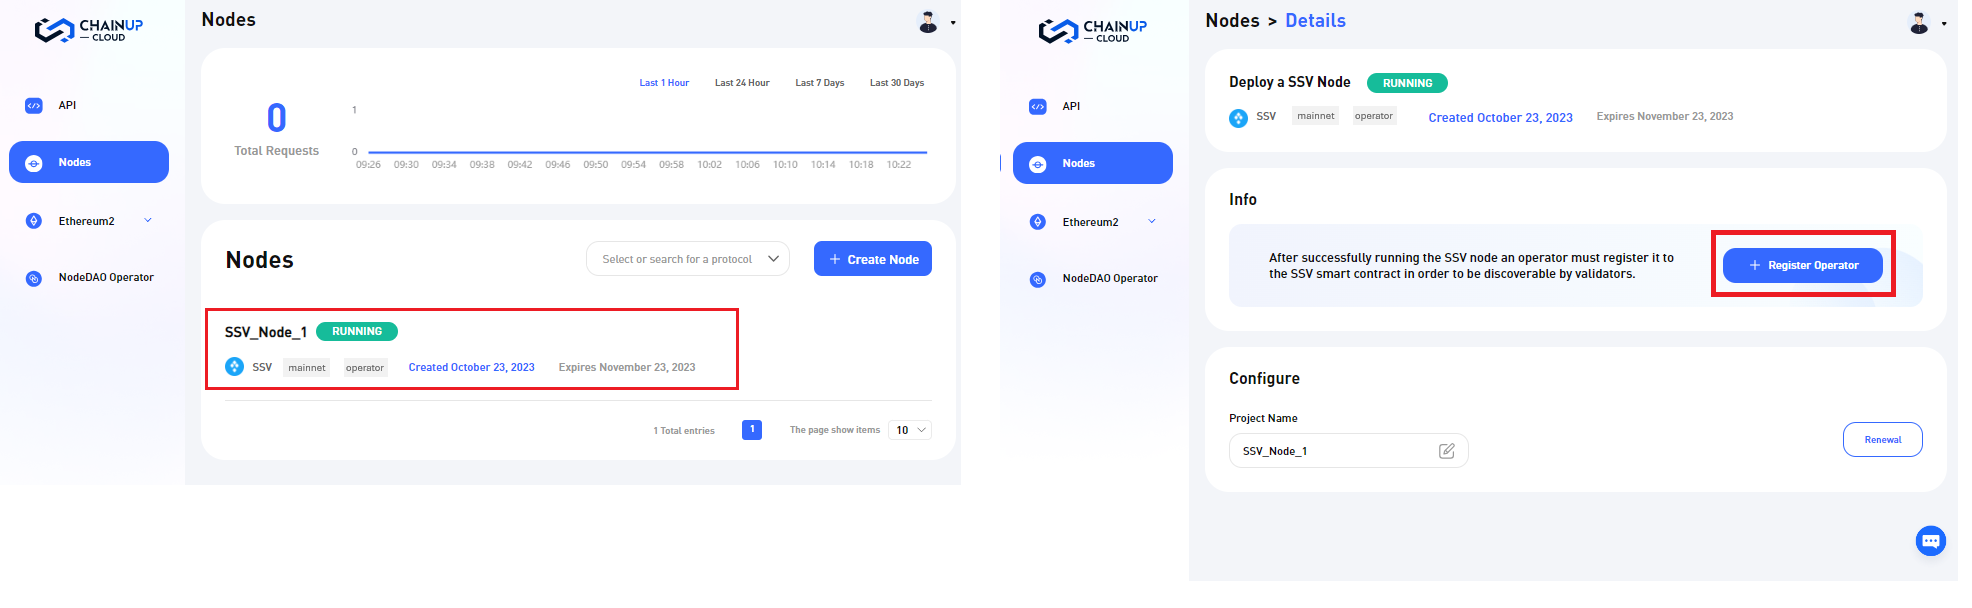 CHAINUP
CLOUD
API
Nodes
Ethereum2
NodeDAO Operator
Nodes
Last 1 Hour Last 24 Hour Last 7 Days Last 30 Days
0
Total Requests
1
0
09:26 09:30 09:34 09:38 09:42 09:46 09:50 09:54 09:58 10:02 10:06 10:10 10:14 10:18 10:22
Nodes
Select or search for a protocol
+ Create Node
SSV_Node_1 RUNNING
SSV mainnet operator Created October 23, 2023 Expires November 23, 2023
1 Total entries 1 The page show items 10
CHAINUP
CLOUD
API
Nodes
Ethereum2
NodeDAO Operator
Nodes > Details
Deploy a SSV Node RUNNING
SSV mainnet operator Created October 23, 2023 Expires November 23, 2023
Info
After successfully running the SSV node an operator must register it to
the SSV smart contract in order to be discoverable by validators.
+ Register Operator
Configure
Project Name
SSV_Node_1
Renewal